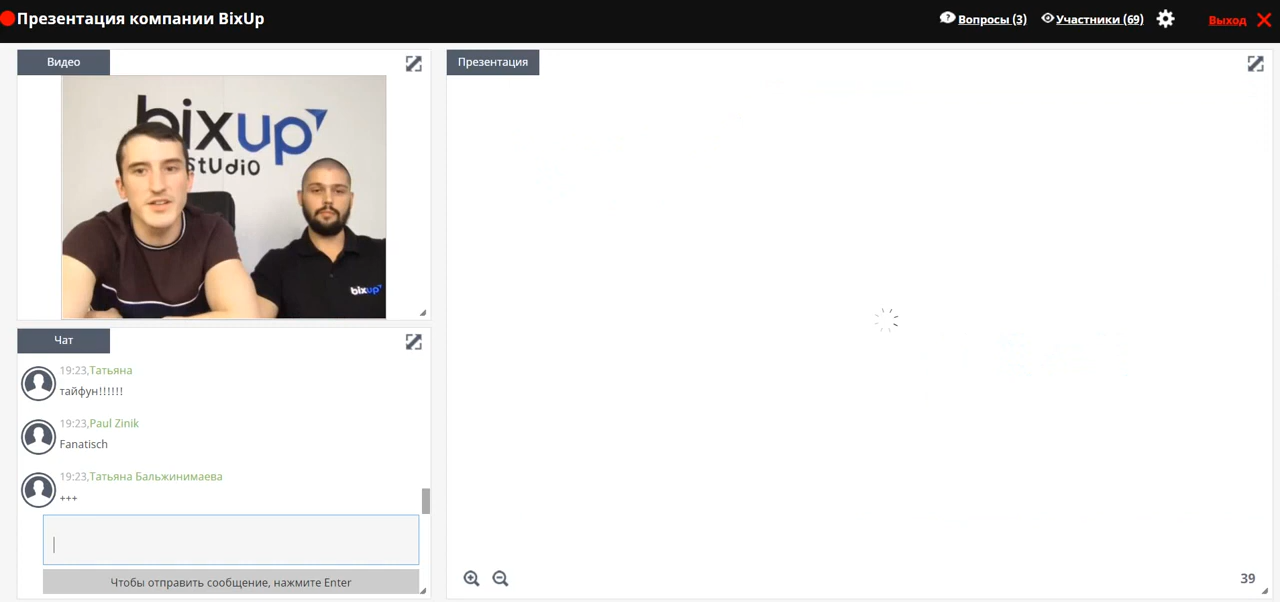 Презентация компании BixUp
Вопросы (3)
Участники (69)
Выход
Видео
bixup
StUdiO
bixup
Чат
19:23,Татьяна
тайфун!!!!!!
19:23,Paul Zinik
Fanatisch
19:23,Татьяна Бальжинимаева
+++
Чтобы отправить сообщение, нажмите Enter
Презентация
39